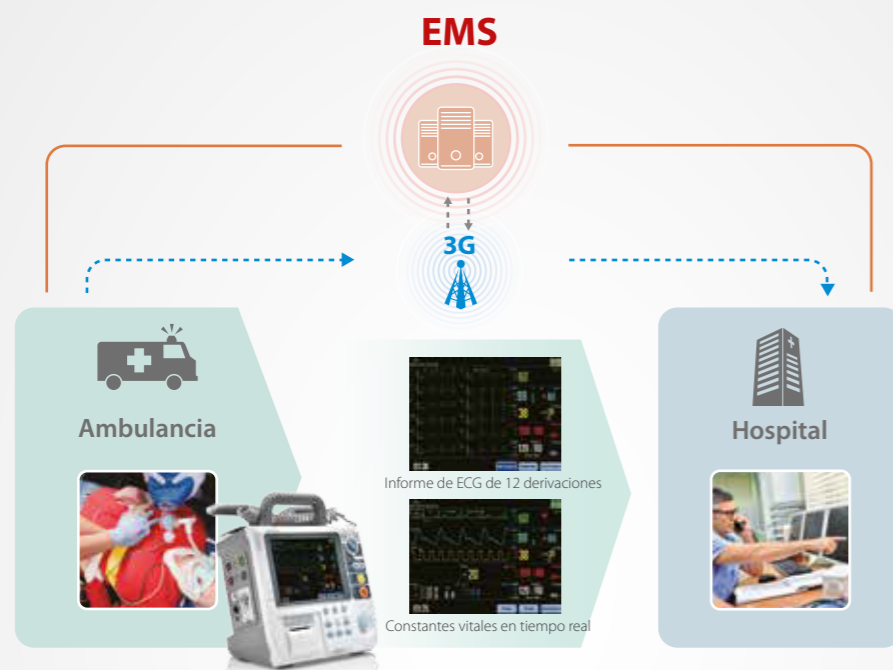 EMS
3G
Ambulancia
Informe de ECG de 12 derivaciones
Constantes vitales en tiempo real
Hospital